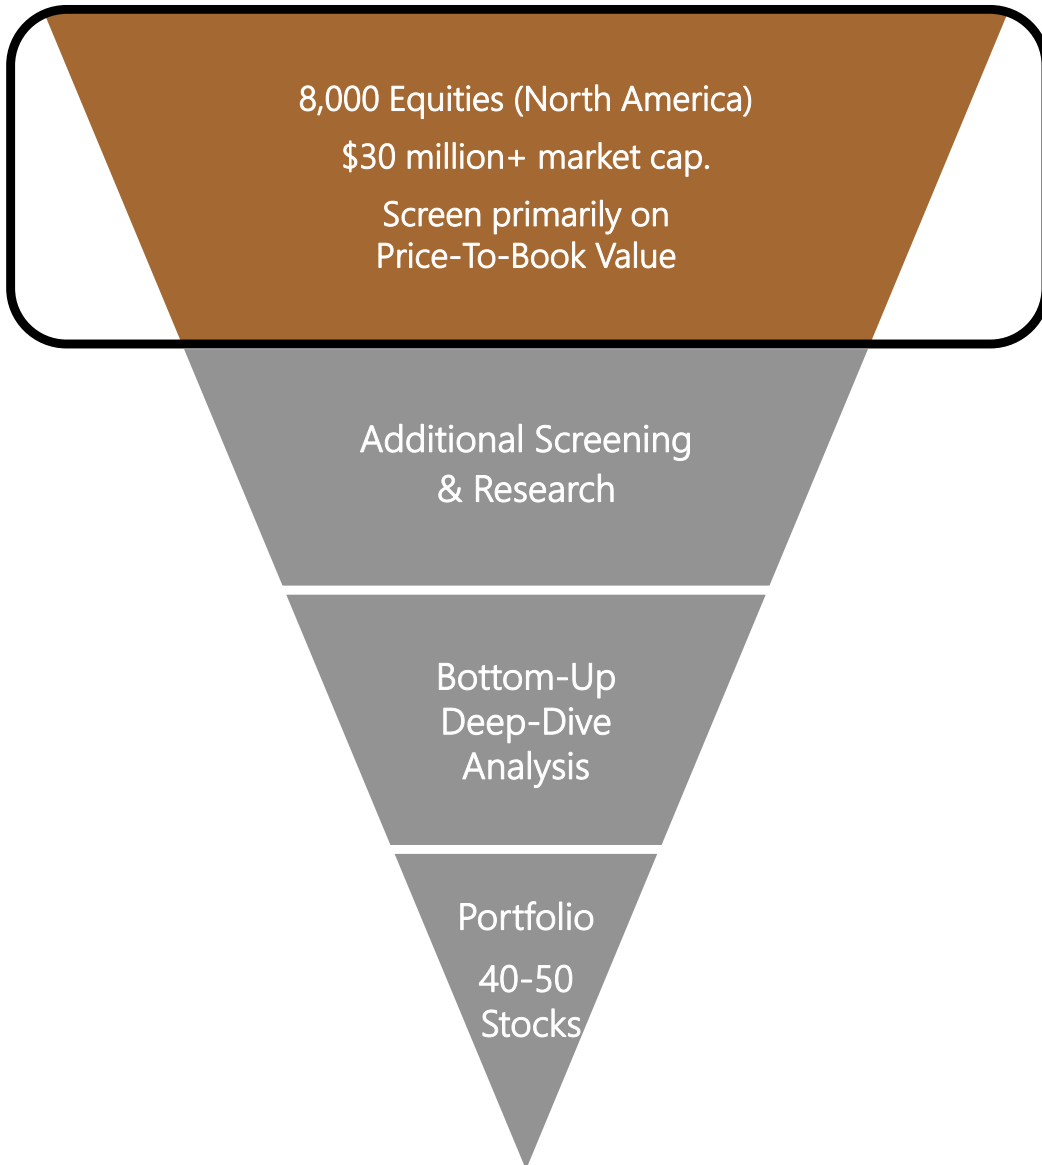 8,000 Equities (North America)
$30 million+ market cap.
Screen primarily on
Price-To-Book Value
Additional Screening
& Research
Bottom-Up
Deep-Dive
Analysis
Portfolio
40-50
Stocks